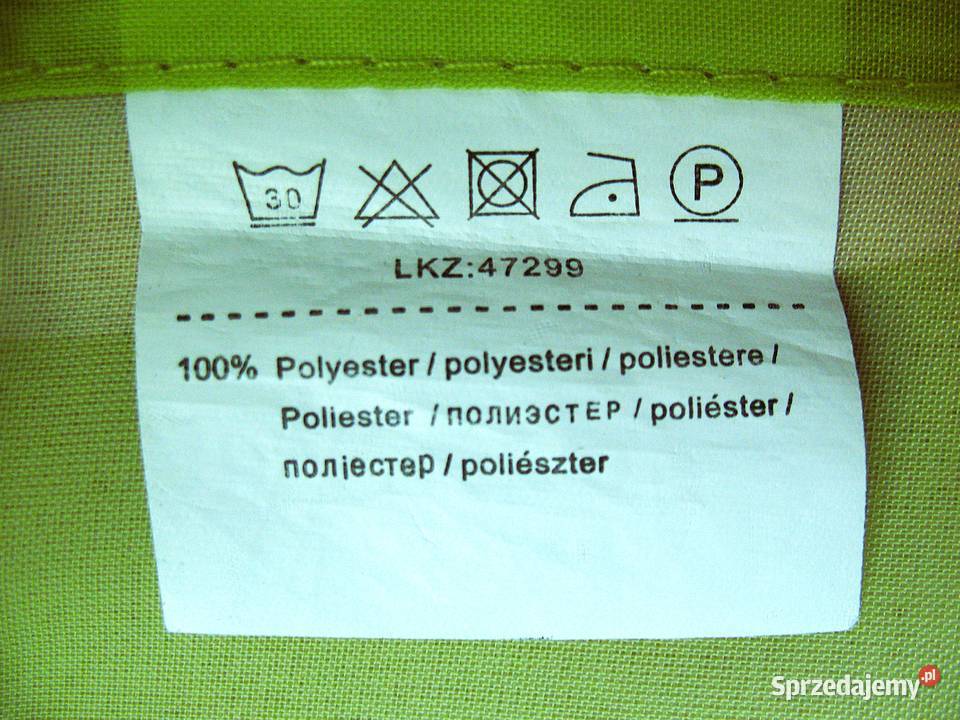 30
P
LKZ:47299
100% Polyester / polyesteri / poliestere /
Poliester / ПОЛИЭСТЕР / poliéster /
полјестер / poliészter
Sprzedajemy.pl